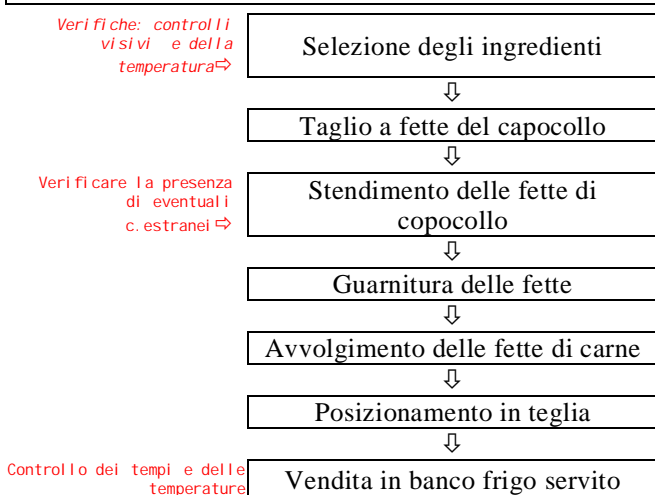 Verifiche: controlli
visivi e della
temperatura⇨
Selezione degli ingredienti
⇩
Taglio a fette del capocollo
⇩
Verificare la presenza
di eventuali
c.estranei⇨
Stendimento delle fette di
copocollo
⇩
Guarnitura delle fette
⇩
Avvolgimento delle fette di carne
⇩
Posizionamento in teglia
⇩
Controllo dei tempi e delle
temperature
Vendita in banco frigo servito